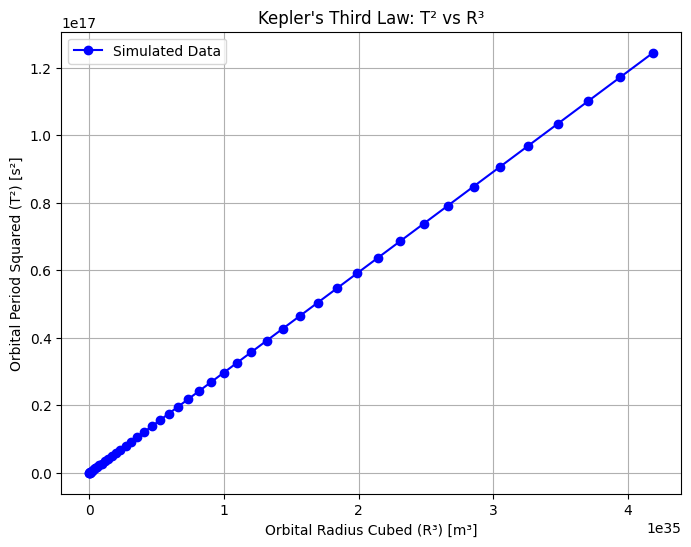 Kepler's Third Law: T² vs R³
1e17
Simulated Data
1.2
1.0
0.8
0.6
0.4
0.2
0.0
Orbital Period Squared (T²) [s²]
0 1 2 3 4
1e35
Orbital Radius Cubed (R³) [m³]